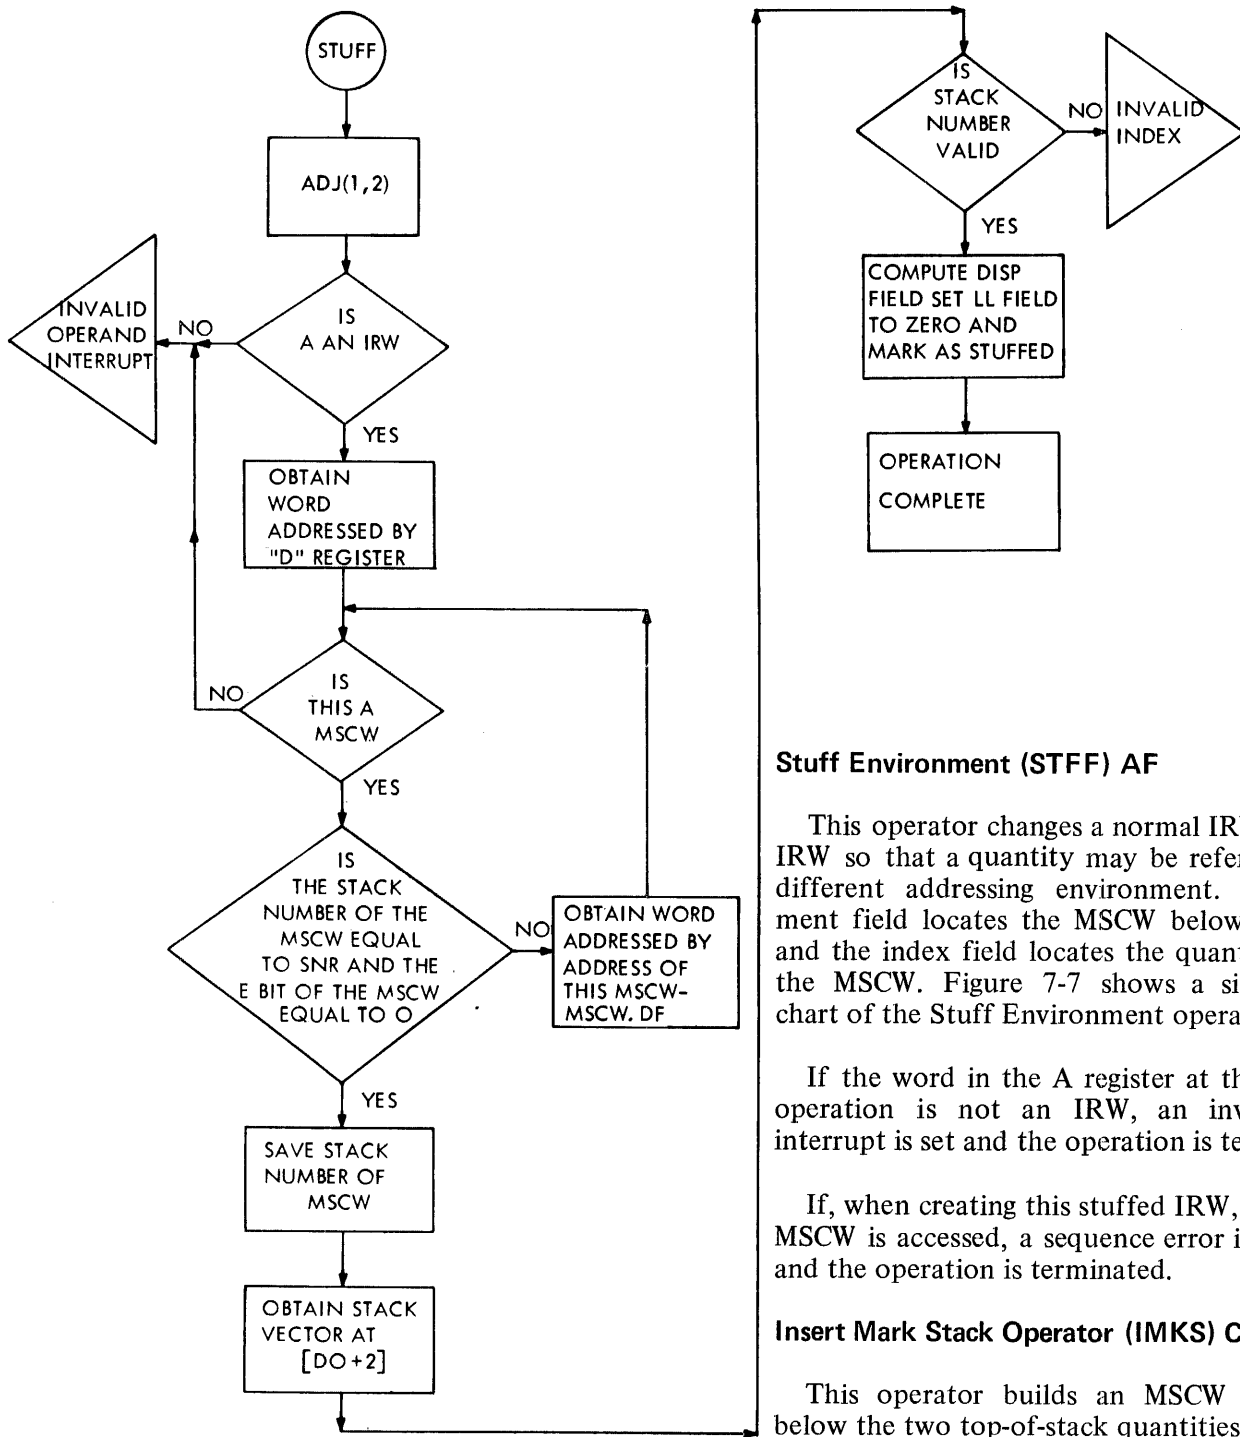 STUFF
ADJ(1,2)
IS
A AN IRW
NO
INVALID
OPERAND
INTERRUPT
YES
OBTAIN
WORD
ADDRESSED BY
"D" REGISTER
IS
THIS A
MSCW
NO
YES
IS
THE STACK
NUMBER OF THE
MSCW EQUAL
TO SNR AND THE
E BIT OF THE MSCW
EQUAL TO O
NO
OBTAIN WORD
ADDRESSED BY
ADDRESS OF
THIS MSCW-
MSCW. DF
YES
SAVE STACK
NUMBER OF
MSCW
OBTAIN STACK
VECTOR AT
[DO+2]
IS
STACK
NUMBER
VALID
NO
INVALID
INDEX
YES
COMPUTE DISP
FIELD SET LL FIELD
TO ZERO AND
MARK AS STUFFED
OPERATION
COMPLETE
Stuff Environment (STFF) AF
This operator changes a normal
IRW so that a quantity may be
different addressing environment.
ment field locates the MSCW below
and the index field locates the
the MSCW. Figure 7-7 shows a
chart of the Stuff Environment
If the word in the A register at
operation is not an IRW, an
interrupt is set and the operation is
If, when creating this stuffed IRW,
MSCW is accessed, a sequence error
and the operation is terminated.
Insert Mark Stack Operator (IMKS)
This operator builds an MSCW
below the two top-of-stack quantities